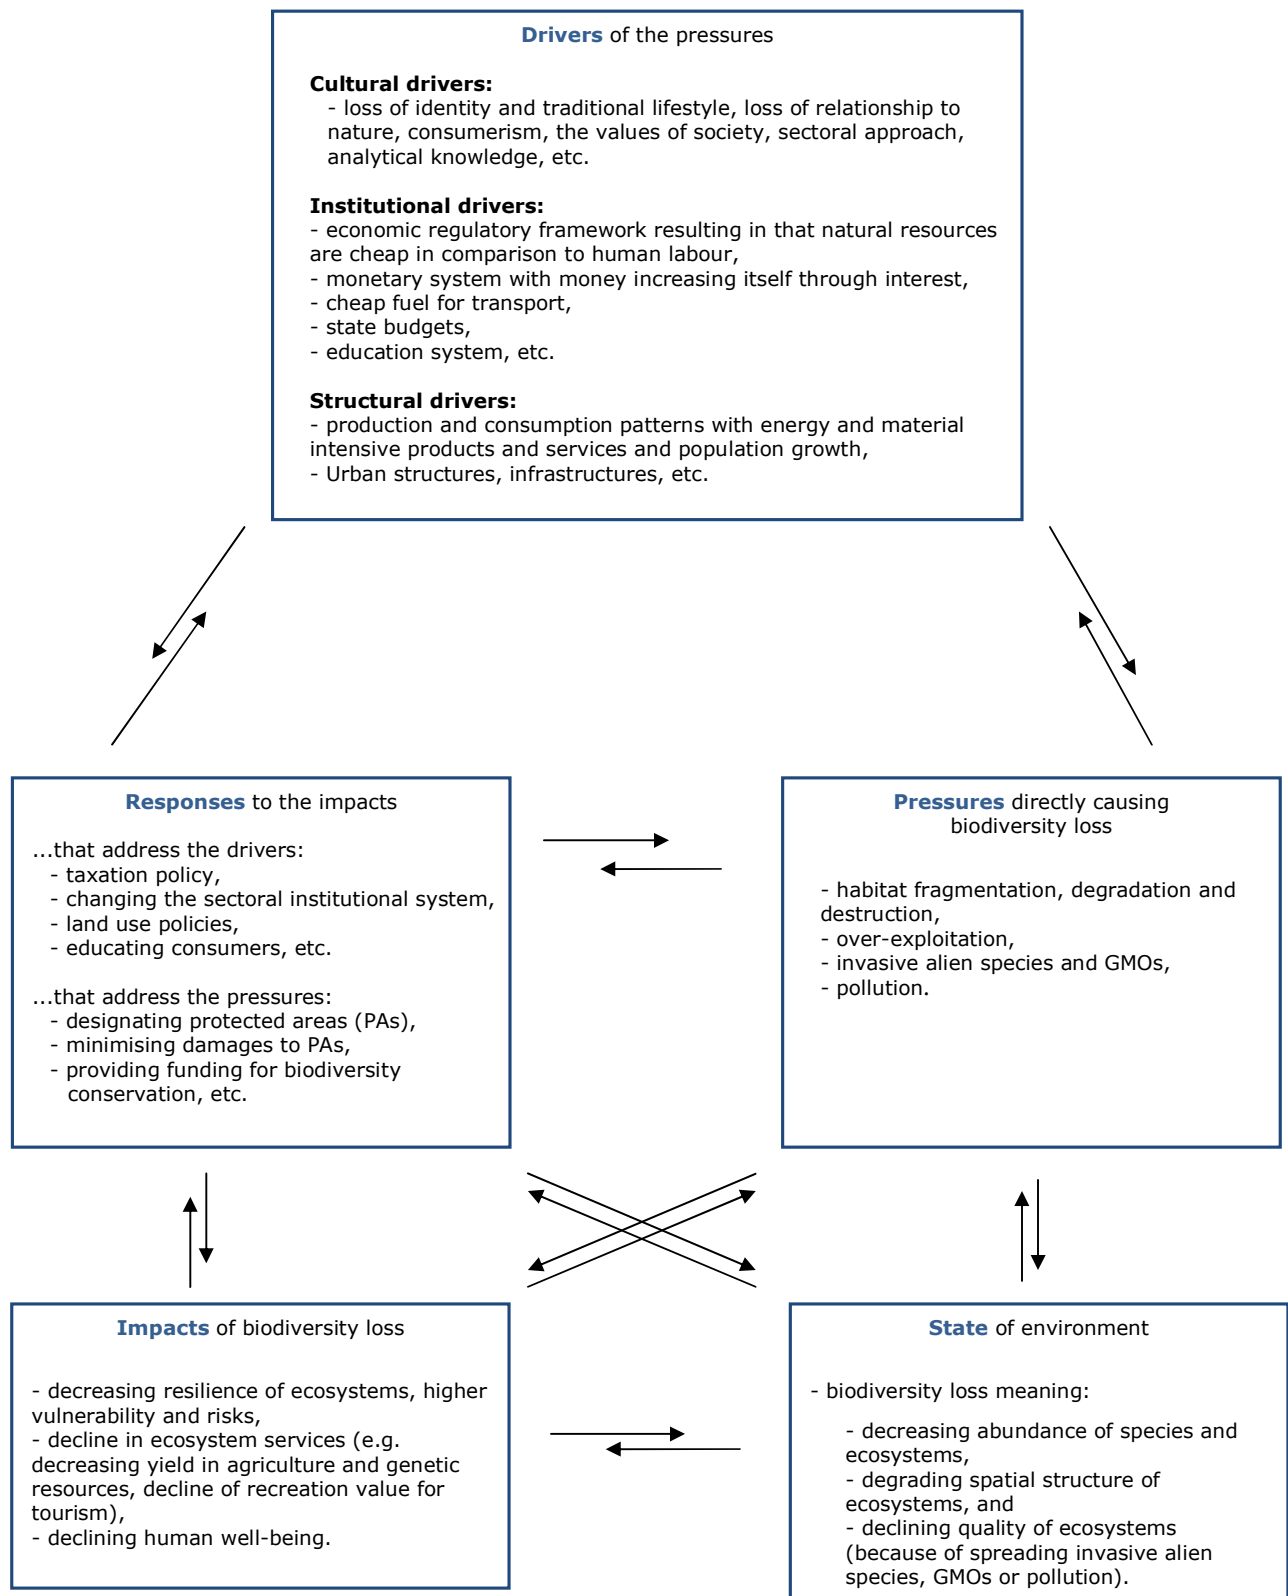 Drivers of the pressures
Cultural drivers:
- loss of identity and traditional lifestyle, loss of relationship to
nature, consumerism, the values of society, sectoral approach,
analytical knowledge, etc.
Institutional drivers:
- economic regulatory framework resulting in that natural resources
are cheap in comparison to human labour,
- monetary system with money increasing itself through interest,
- cheap fuel for transport,
- state budgets,
- education system, etc.
Structural drivers:
- production and consumption patterns with energy and material
intensive products and services and population growth,
- Urban structures, infrastructures, etc.
Responses to the impacts
...that address the drivers:
- taxation policy,
- changing the sectoral institutional system,
- land use policies,
- educating consumers, etc.
...that address the pressures:
- designating protected areas (PAs),
- minimising damages to PAs,
- providing funding for biodiversity
conservation, etc.
Pressures directly causing
biodiversity loss
- habitat fragmentation, degradation and
destruction,
- over-exploitation,
- invasive alien species and GMOs,
- pollution.
Impacts of biodiversity loss
- decreasing resilience of ecosystems, higher
vulnerability and risks,
- decline in ecosystem services (e.g.
decreasing yield in agriculture and genetic
resources, decline of recreation value for
tourism),
- declining human well-being.
State of environment
- biodiversity loss meaning:
- decreasing abundance of species and
ecosystems,
- degrading spatial structure of
ecosystems, and
- declining quality of ecosystems
(because of spreading invasive alien
species, GMOs or pollution).